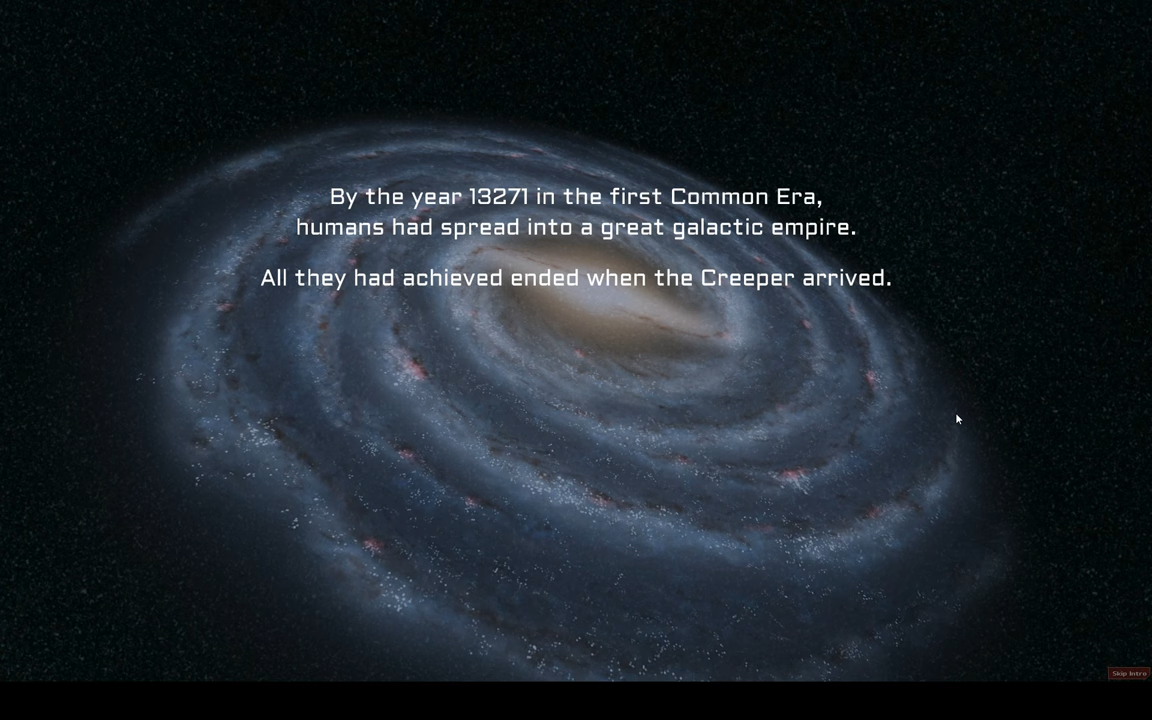 By the year 13271 in the first Common Era,
humans had spread into a great galactic empire.
All they had achieved ended when the Creeper arrived.
Skip Intro